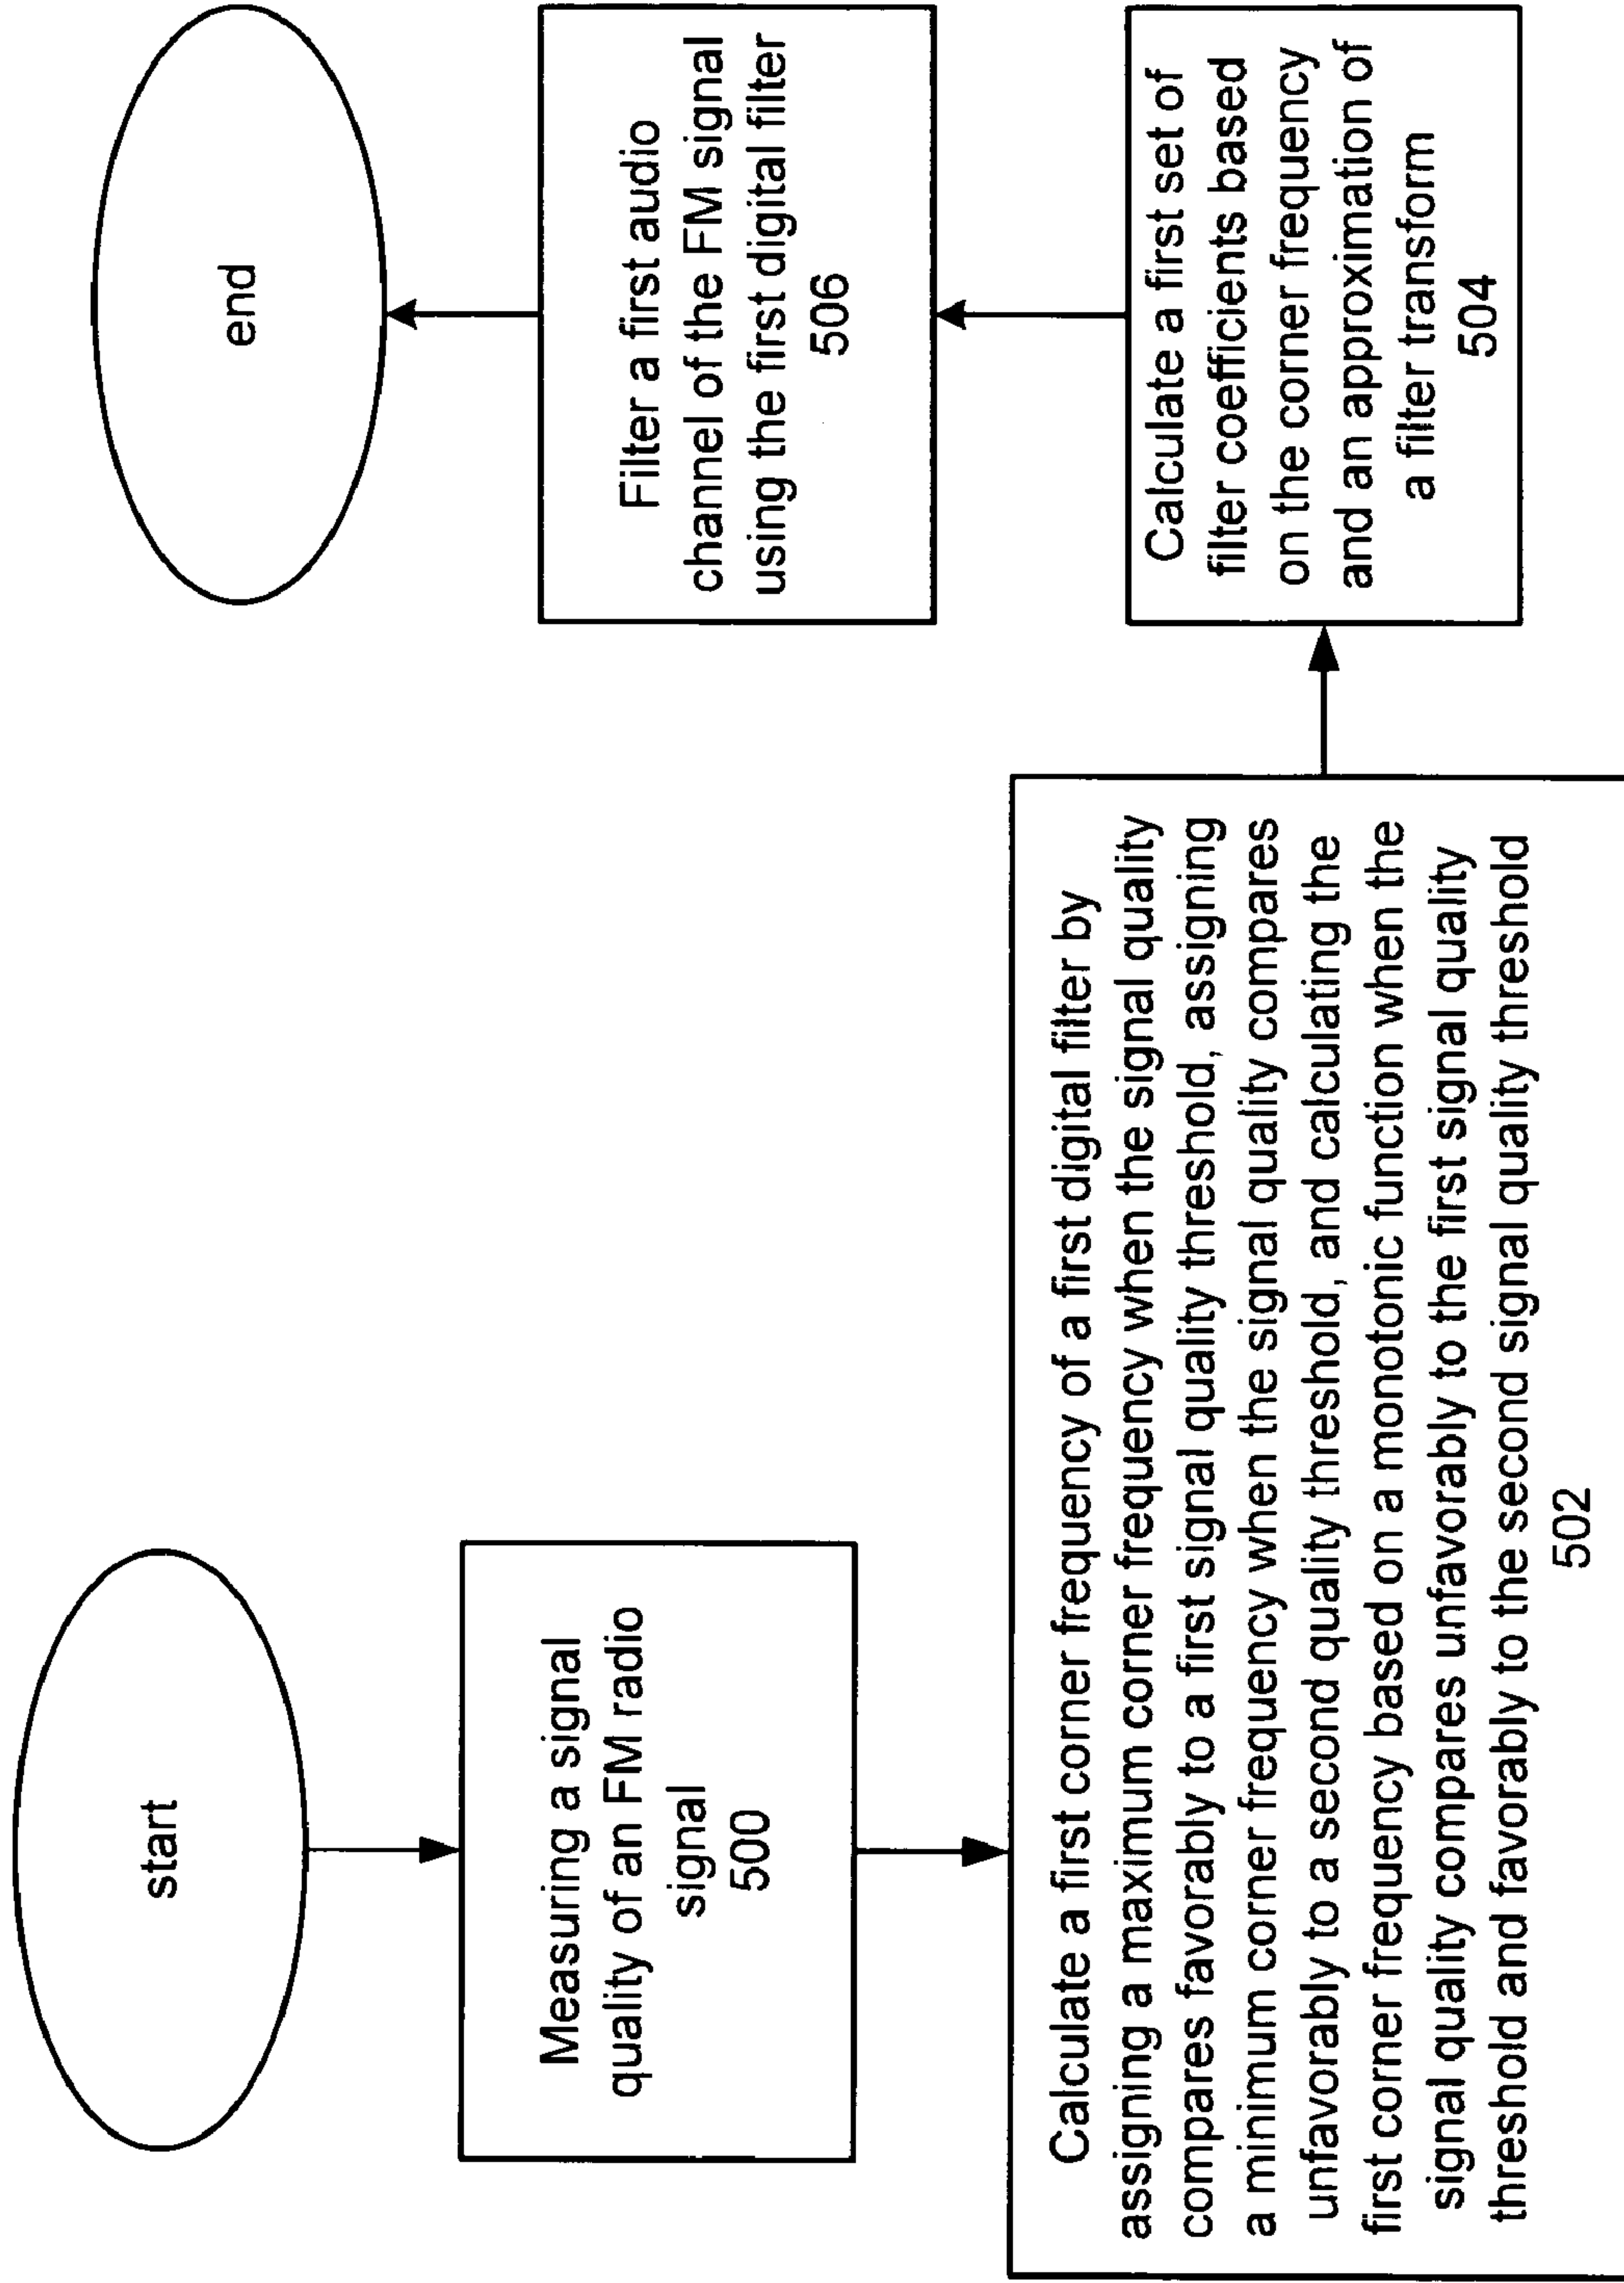 start
Measuring a signal
quality of an FM radio
signal
500
Calculate a first corner frequency of a first digital filter by
assigning a maximum corner frequency when the signal quality
compares favorably to a first signal quality threshold, assigning
a minimum corner frequency when the signal quality compares
unfavorably to a second quality threshold, and calculating the
first corner frequency based on a monotonic function when the
signal quality compares unfavorably to the first signal quality
threshold and favorably to the second signal quality threshold
502
Calculate a first set of
filter coefficients based
on the corner frequency
and an approximation of
a filter transform
504
Filter a first audio
channel of the FM signal
using the first digital filter
506
end